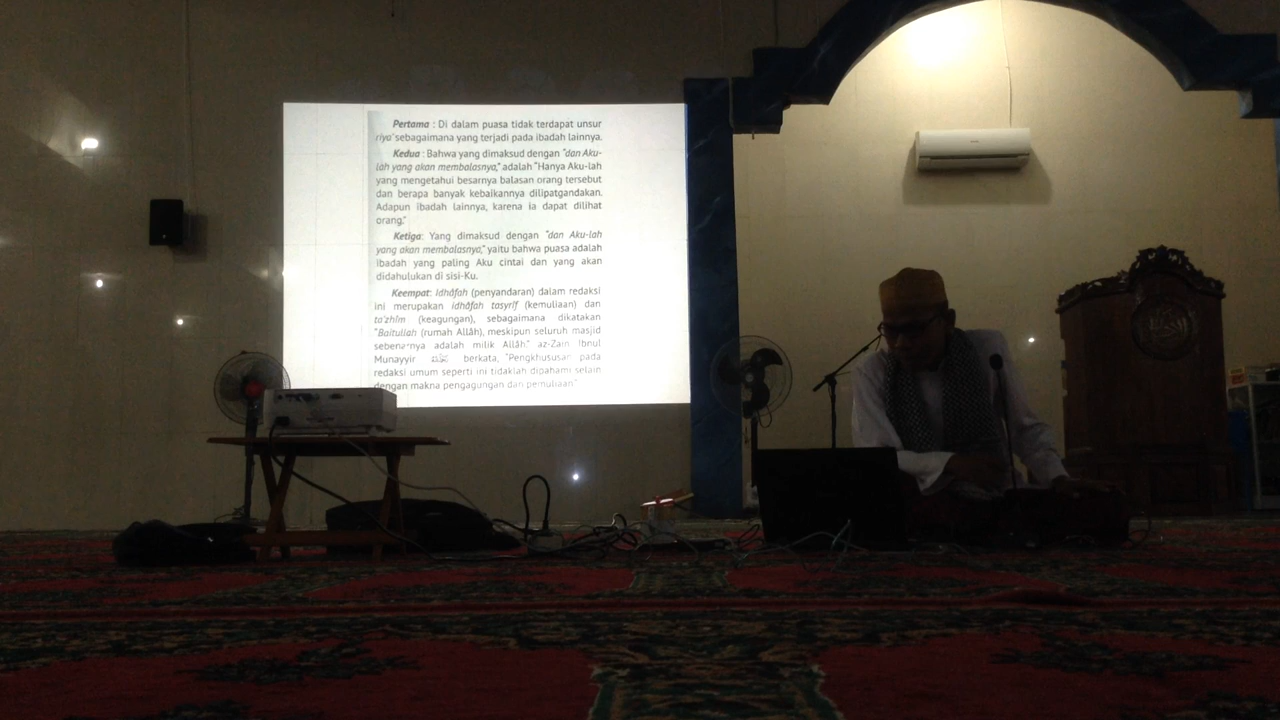 Pertama : Di dalam puasa tidak terdapat unsur
riya' sebagaimana yang terjadi pada ibadah lainnya.
Kedua : Bahwa yang dimaksud dengan "dan Aku-
lah yang akan membalasnya," adalah "Hanya Aku-lah
yang mengetahui besarnya balasan orang tersebut
dan berapa banyak kebaikannya dilipatgandakan.
Adapun ibadah lainnya, karena ia dapat dilihat
orang."
Ketiga: Yang dimaksud dengan "dan Aku-lah
yang akan membalasnya," yaitu bahwa puasa adalah
ibadah yang paling Aku cintai dan yang akan
didahulukan di sisi-Ku.
Keempat: Idhâfah (penyandaran) dalam redaksi
ini merupakan idhâfah tasyrîf (kemuliaan) dan
ta'zhîm (keagungan), sebagaimana dikatakan
"Baitullah (rumah Allâh), meskipun seluruh masjid
sebenarnya adalah milik Allâh." az-Zain Ibnul
Munayyir berkata, "Pengkhususan pada
redaksi umum seperti ini tidaklah dipahami selain
dengan makna pengagungan dan pemuliaan"